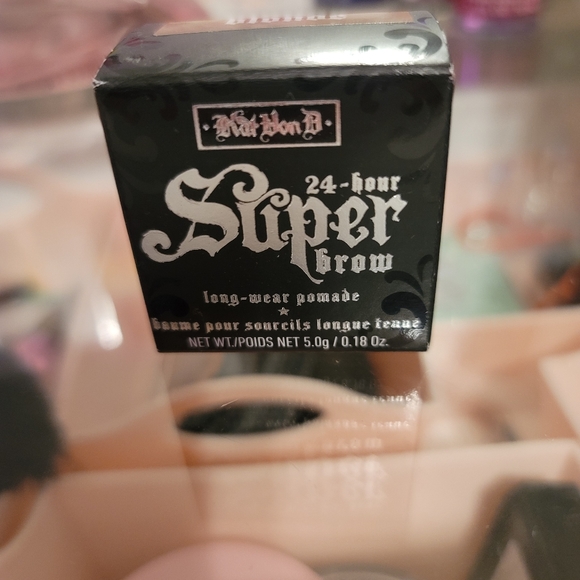 Blonde
Kat Von D
24-hour
Super
brow
long-wear pomade
baume pour sourcils longue tenue
NET WT./POIDS NET 5.0g / 0.18 Oz.